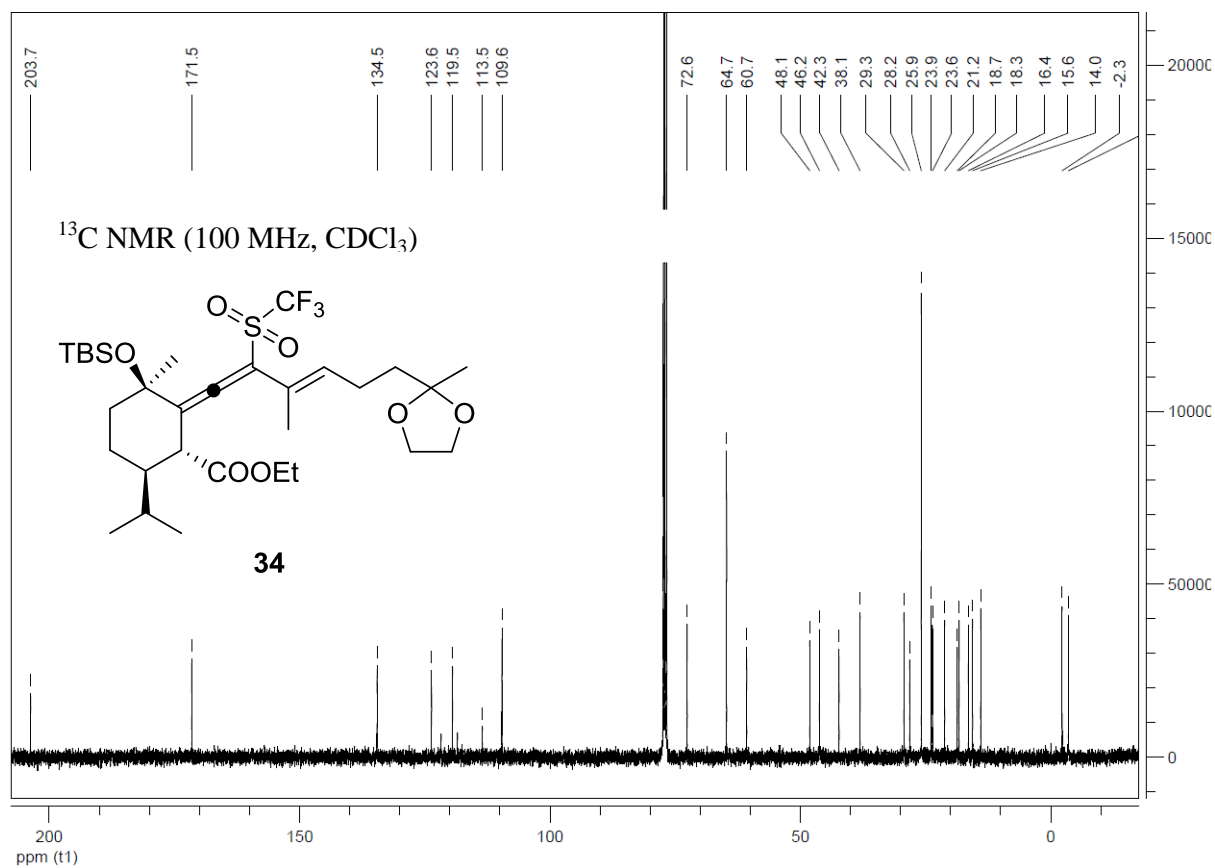 203.7 171.5 134.5 123.6 119.5 113.5 109.6 72.6 64.7 60.7 48.1 46.2 42.3 38.1 29.3 28.2 25.9 23.9 23.6 21.2 18.7 18.3 16.4 15.6 14.0 -2.3
¹³C NMR (100 MHz, CDCl₃)
O CF₃
S
O
TBSO
O O
COOEt
34
20000
15000
10000
50000
0
200 150 100 50 0
ppm (t1)